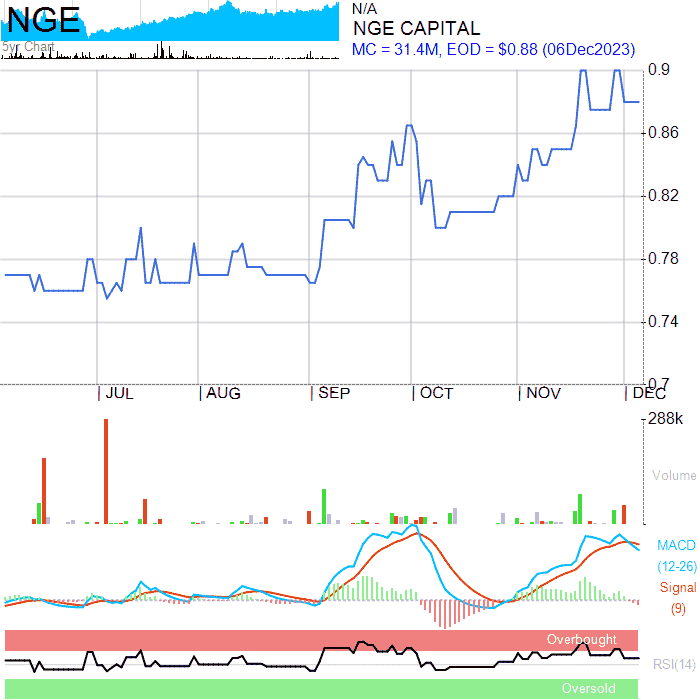 NGE
5yr Chart
N/A
NGE CAPITAL
MC = 31.4M, EOD = $0.88 (06Dec2023)
0.9
0.86
0.82
0.78
0.74
0.7
JUL
AUG
SEP
OCT
NOV
DEC
288k
Volume
MACD
(12-26)
Signal
(9)
Overbought
RSI(14)
Oversold